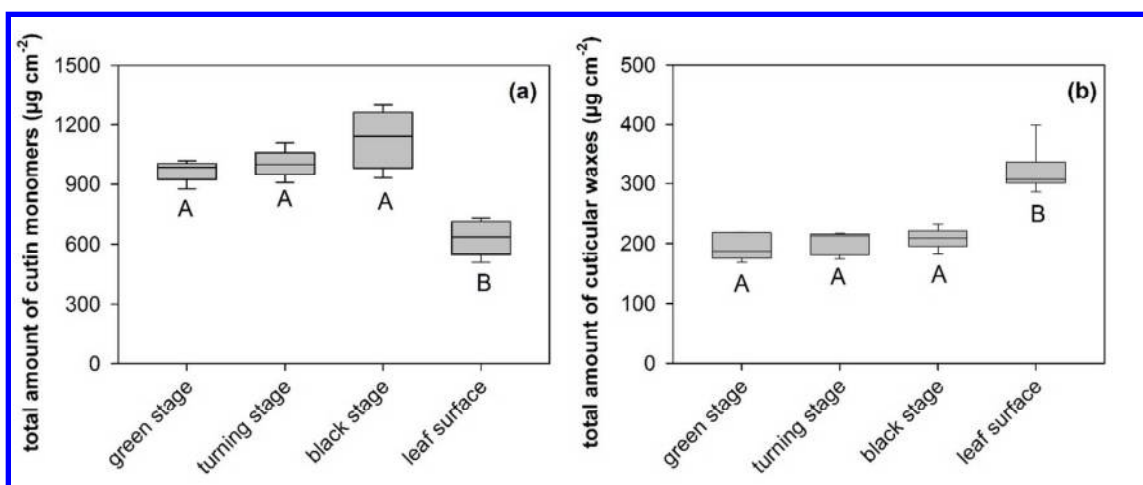 total amount of cutin monomers (µg cm⁻²)
1500
1200
900
600
300
0
(a)
A
A
A
B
green stage
turning stage
black stage
leaf surface
total amount of cuticular waxes (µg cm⁻²)
500
400
300
200
100
0
(b)
A
A
A
B
green stage
turning stage
black stage
leaf surface